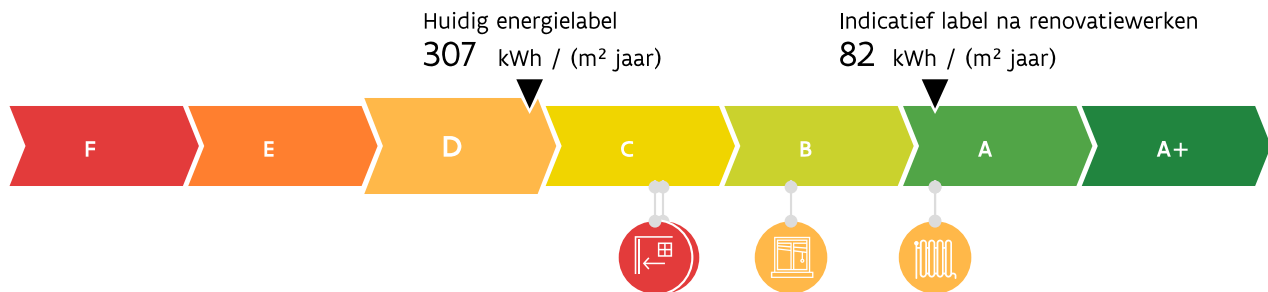 Huidig energielabel
307 kWh / (m² jaar)
Indicatief label na renovatiewerken
82 kWh / (m² jaar)
F E D C B A A+